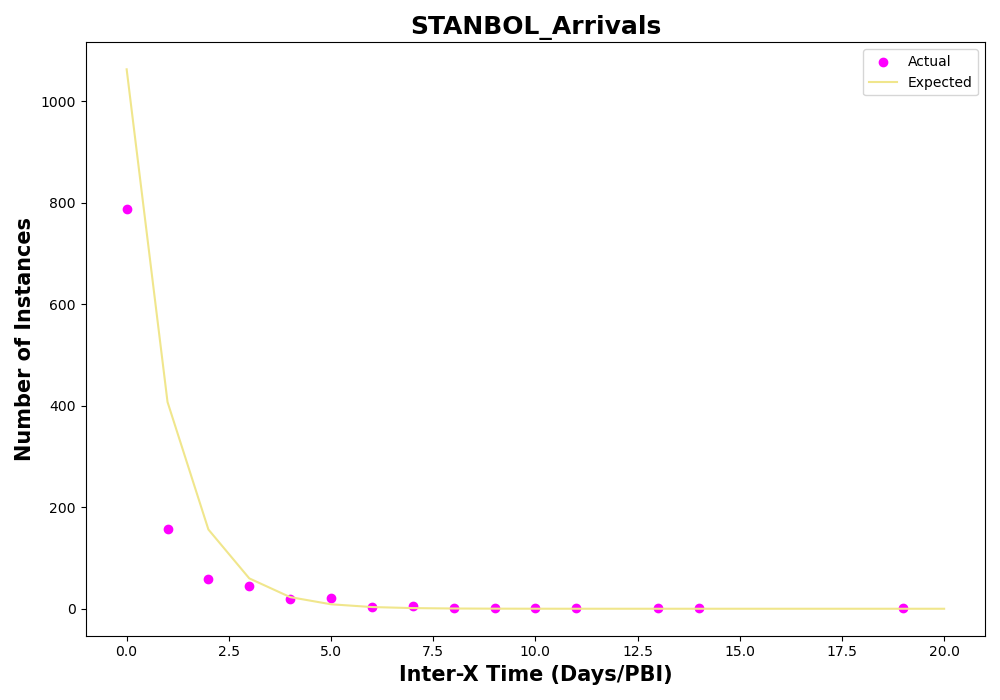 STANBOL_Arrivals
Actual
Expected
Number of Instances
1000
800
600
400
200
0
0.0 2.5 5.0 7.5 10.0 12.5 15.0 17.5 20.0
Inter-X Time (Days/PBI)